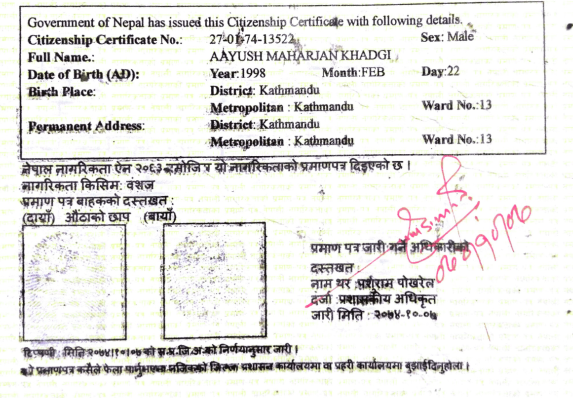 Government of Nepal has issued this Citizenship Certificate with following details.
Citizenship Certificate No.: 27-01-74-13522 Sex: Male
Full Name.: AAYUSH MAHARJAN KHADGI
Date of Birth (AD): Year:1998 Month:FEB Day:22
Birth Place: District: Kathmandu
Metropolitan : Kathmandu Ward No.:13
Permanent Address: District: Kathmandu
Metropolitan : Kathmandu Ward No.:13
नेपाल नागरिकता ऐन २०६३ बमोजिम यो नागरिकताको प्रमाणपत्र दिइएको छ ।
नागरिकता किसिम: वंशज
प्रमाण पत्र बाहकको दस्तखत :
(दायाँ) औंठाको छाप (बायाँ)
प्रमाण पत्र जारी गर्ने अधिकारीको
दस्तखत:
नाम थर :पर्शुराम पोखरेल
दर्जा :प्रशासकीय अधिकृत
जारी मिति : २०७४-१०-०७
टिप्पणी: मिति:२०७४।१०।०७ को स.प्र.जि.अ.को निर्णयानुसार जारी ।
यो प्रमाणपत्र कसैले फेला पार्नुभएमा नजिकको जिल्ला प्रशासन कार्यालयमा वा प्रहरी कार्यालयमा बुझाईदिनुहोला ।